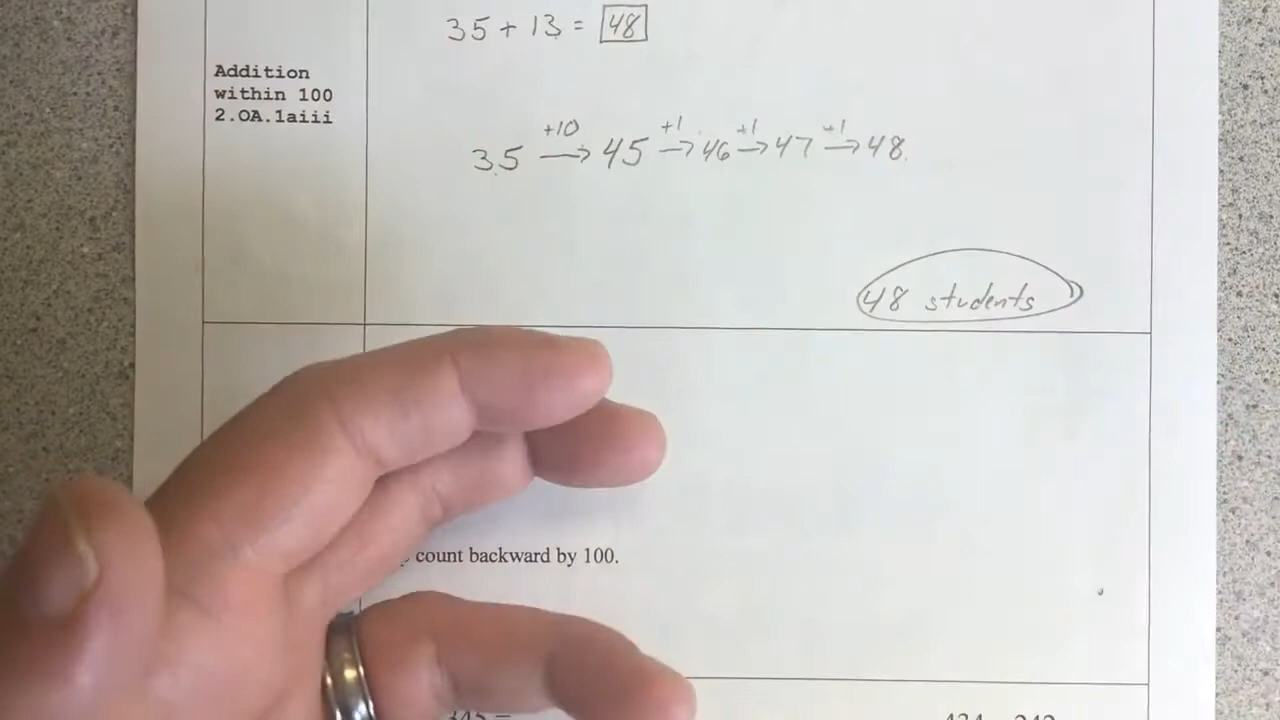 35 + 13 = 48
Addition
within 100
2.OA.1aiii
+10 +1 +1 +1
35 → 45 → 46 → 47 → 48
48 students
count backward by 100.